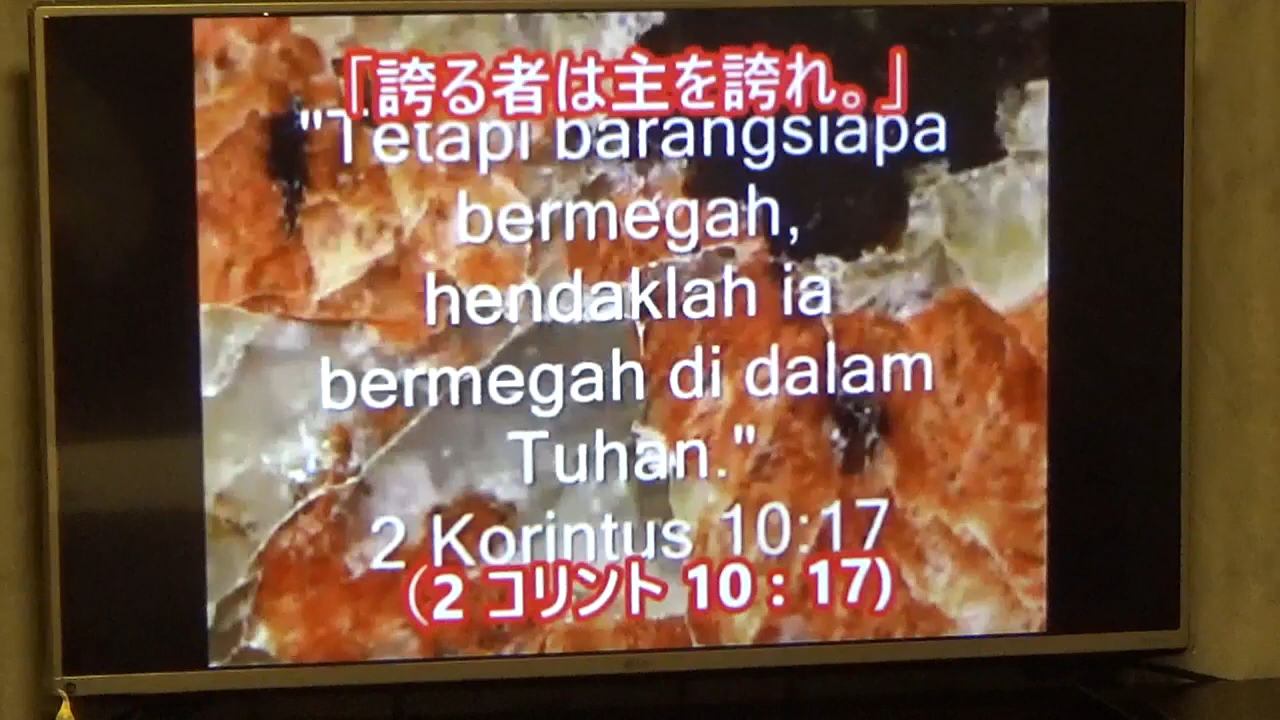 「誇る者は主を誇れ。」
"Tetapi barangsiapa
bermegah,
hendaklah ia
bermegah di dalam
Tuhan."
2 Korintus 10:17
(2 コリント 10：17)